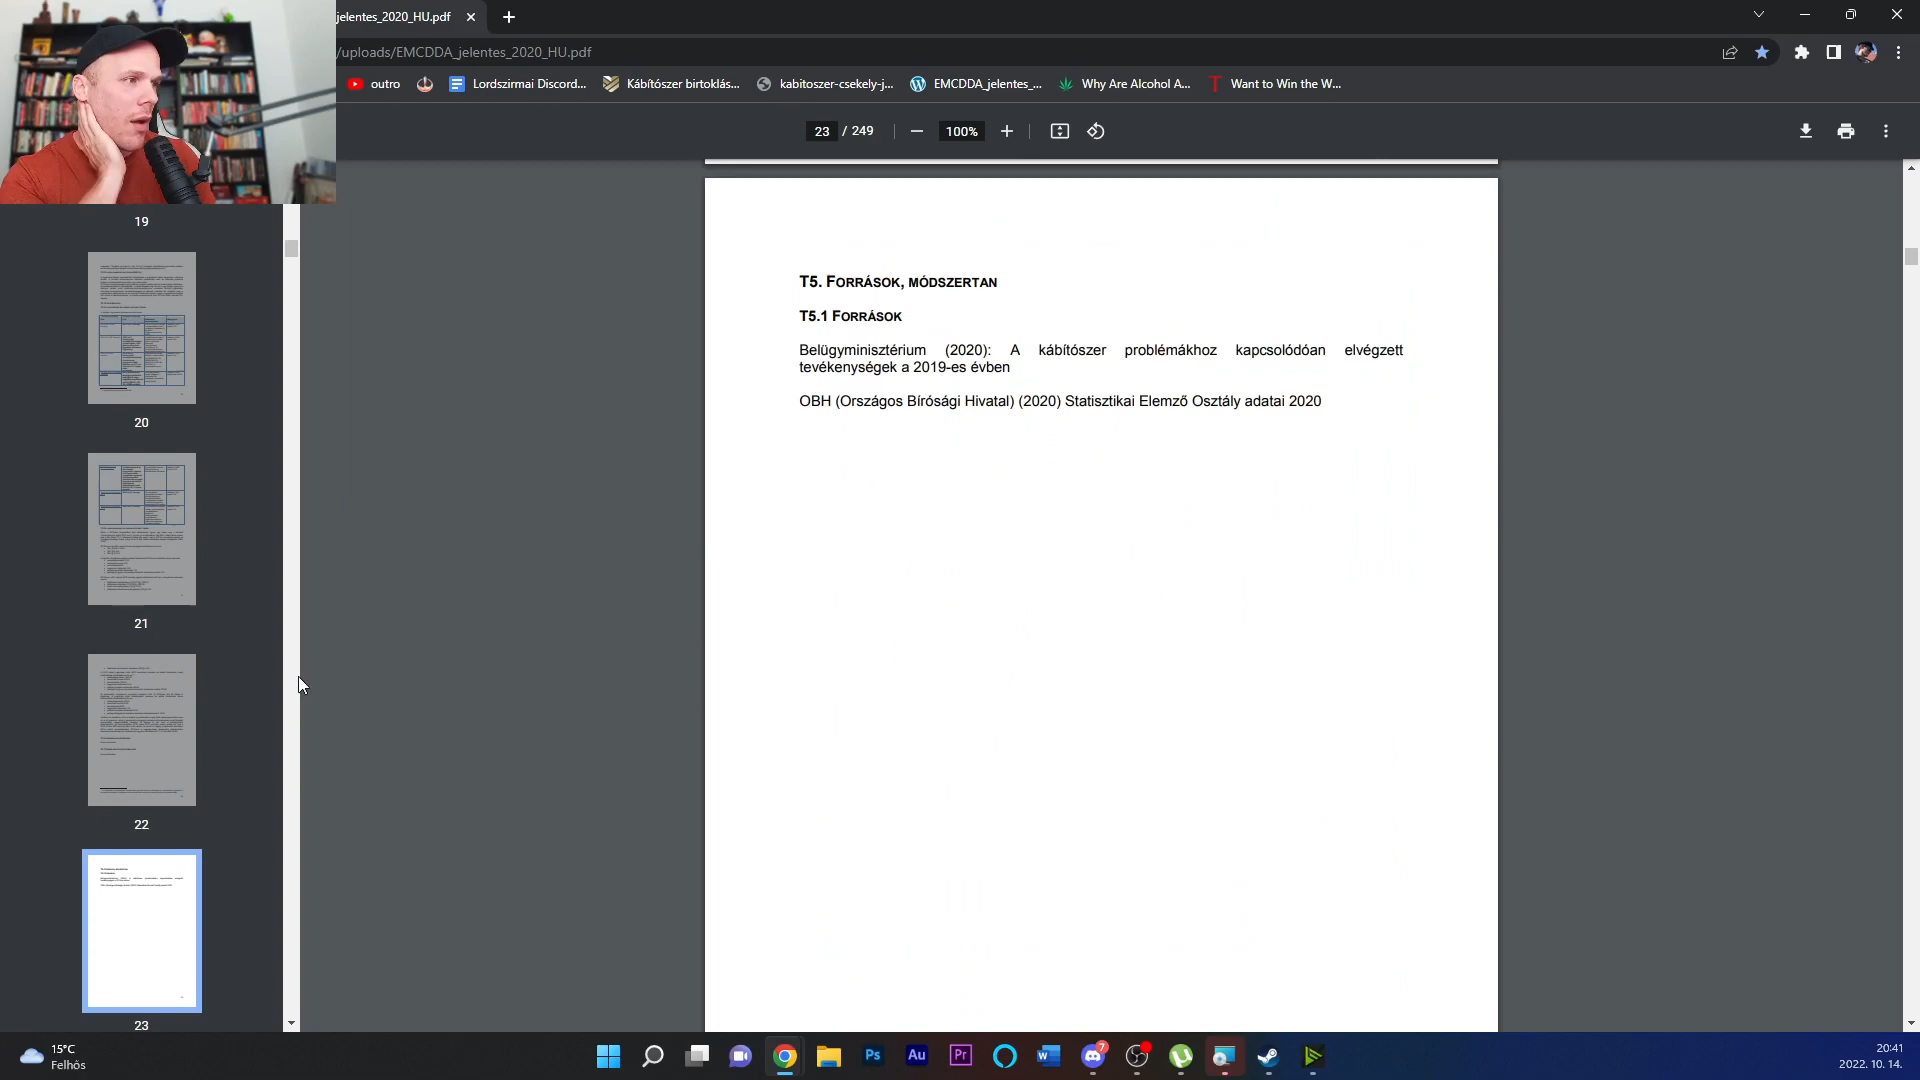 jelentes_2020_HU.pdf
/uploads/EMCDDA_jelentes_2020_HU.pdf
outro
Lordszirmai Discord...
Kábítószer birtoklás...
kabitoszer-csekely-j...
EMCDDA_jelentes_...
Why Are Alcohol A...
Want to Win the W...
23 / 249
100%
19
20
21
22
23
T5. FORRÁSOK, MÓDSZERTAN
T5.1 FORRÁSOK
Belügyminisztérium (2020): A kábítószer problémákhoz kapcsolódóan elvégzett
tevékenységek a 2019-es évben
OBH (Országos Bírósági Hivatal) (2020) Statisztikai Elemző Osztály adatai 2020
15°C
Felhős
Ps
Au
Pr
W
7
20:41
2022. 10. 14.